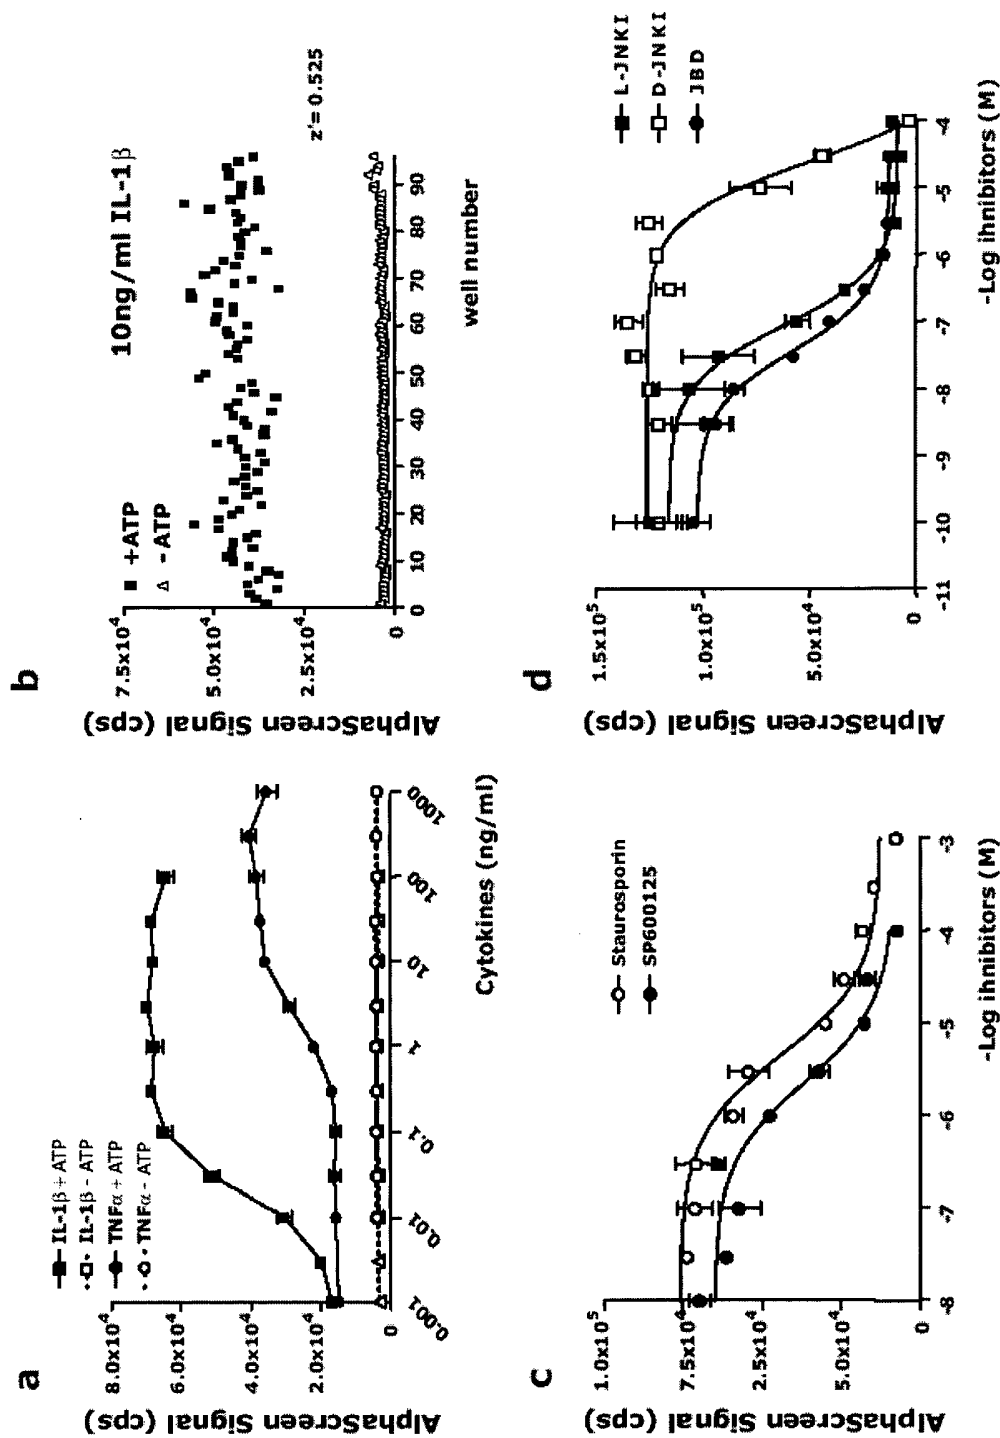 a
AlphaScreen Signal (cps)
8.0x10⁴
6.0x10⁴
4.0x10⁴
2.0x10⁴
0
IL-1β+ATP
IL-1β-ATP
TNFα+ATP
TNFα-ATP
0.001
0.01
0.1
1
10
100
1000
Cytokines (ng/ml)
b
AlphaScreen Signal (cps)
7.5x10⁴
5.0x10⁴
2.5x10⁴
0
+ATP
-ATP
10ng/ml IL-1β
z'= 0.525
0
10
20
30
40
50
60
70
80
90
well number
c
AlphaScreen Signal (cps)
1.0x10⁵
7.5x10⁴
2.5x10⁴
5.0x10⁴
0
Staurosporin
SP600125
-8
-7
-6
-5
-4
-3
-Log ihnibitors (M)
d
AlphaScreen Signal (cps)
1.5x10⁵
1.0x10⁵
5.0x10⁴
0
L-JNKI
D-JNKI
JBD
-11
-10
-9
-8
-7
-6
-5
-4
-Log ihnibitors (M)